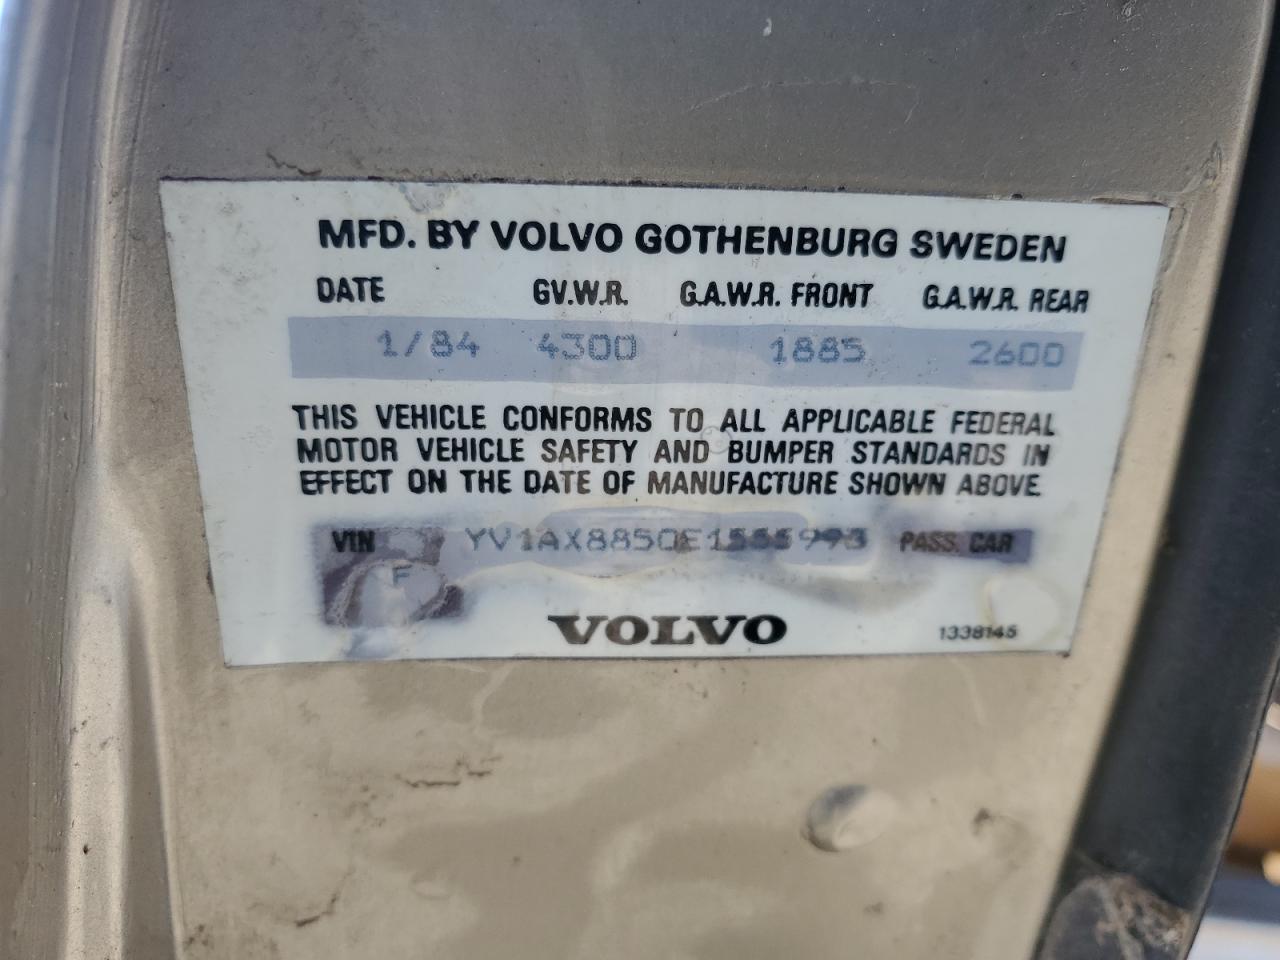 MFD. BY VOLVO GOTHENBURG SWEDEN
DATE G.V.W.R. G.A.W.R. FRONT G.A.W.R. REAR
1/84 4300 1885 2600
THIS VEHICLE CONFORMS TO ALL APPLICABLE FEDERAL
MOTOR VEHICLE SAFETY AND BUMPER STANDARDS IN
EFFECT ON THE DATE OF MANUFACTURE SHOWN ABOVE
VIN YV1AX8850E1555993 PASS. CAR
F
VOLVO 1338145